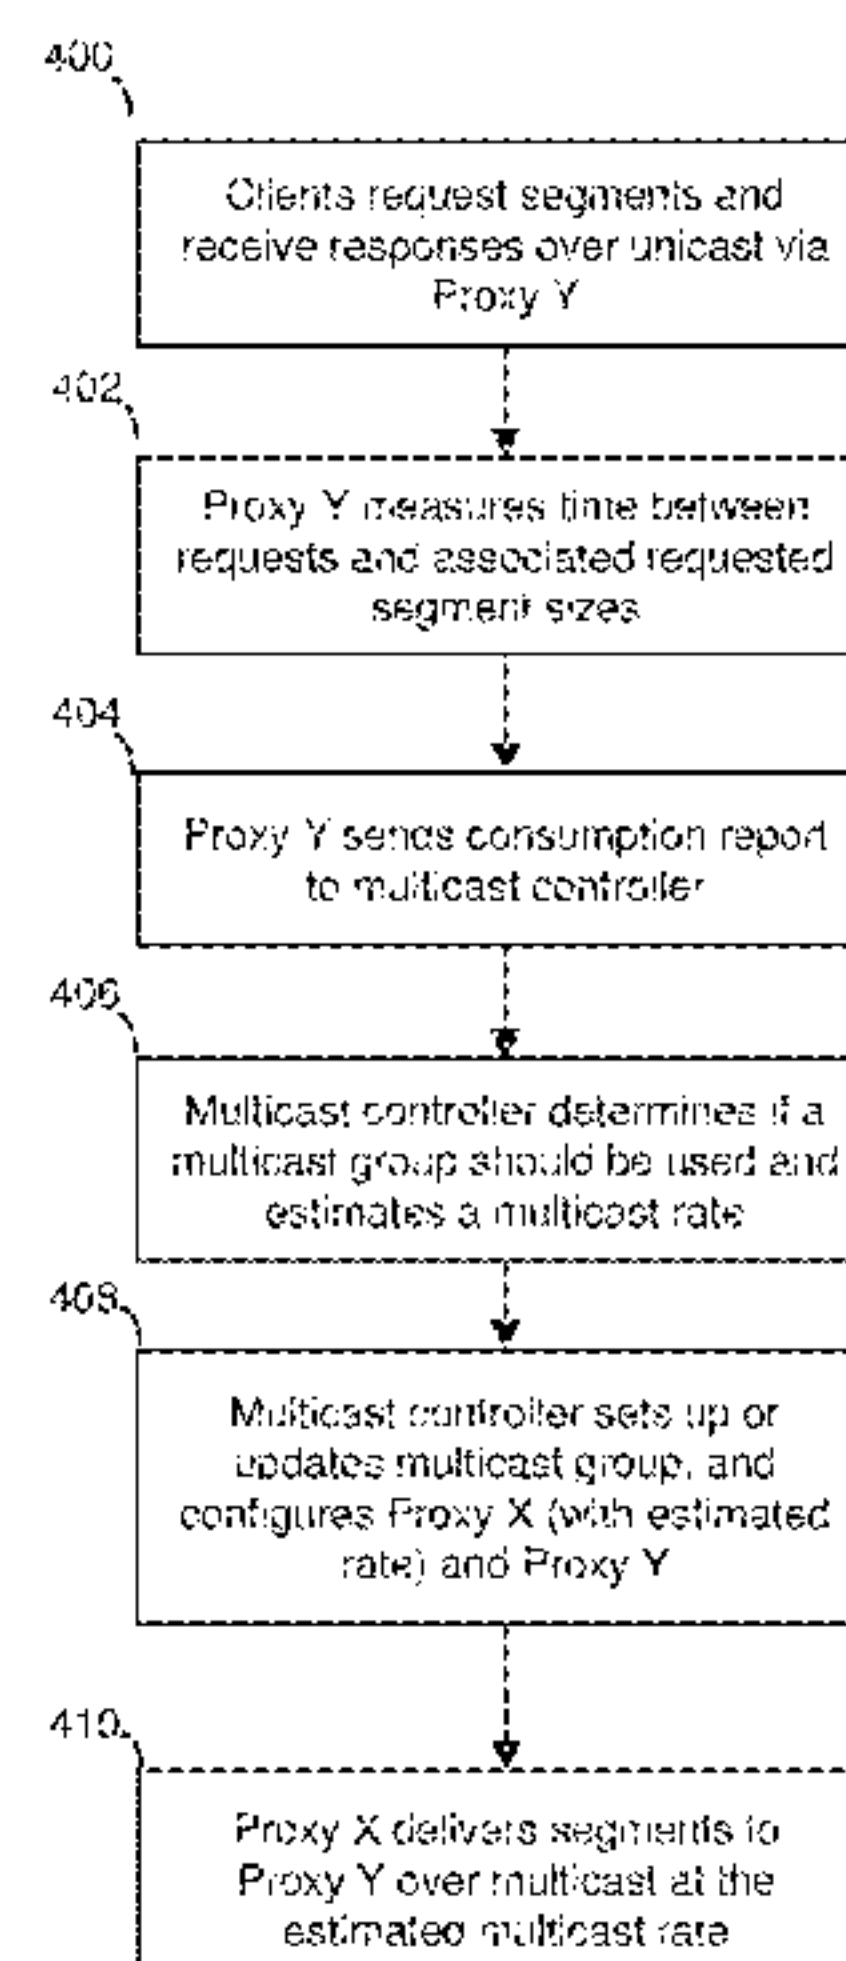 400
Clients request segments and
receive responses over unicast via
Proxy Y
402
Proxy Y measures time between
requests and associated requested
segment sizes
404
Proxy Y sends consumption report
to multicast controller
406
Multicast controller determines if a
multicast group should be used and
estimates a multicast rate
408
Multicast controller sets up or
updates multicast group, and
configures Proxy X (with estimated
rate) and Proxy Y
410
Proxy X delivers segments to
Proxy Y over multicast at the
estimated multicast rate